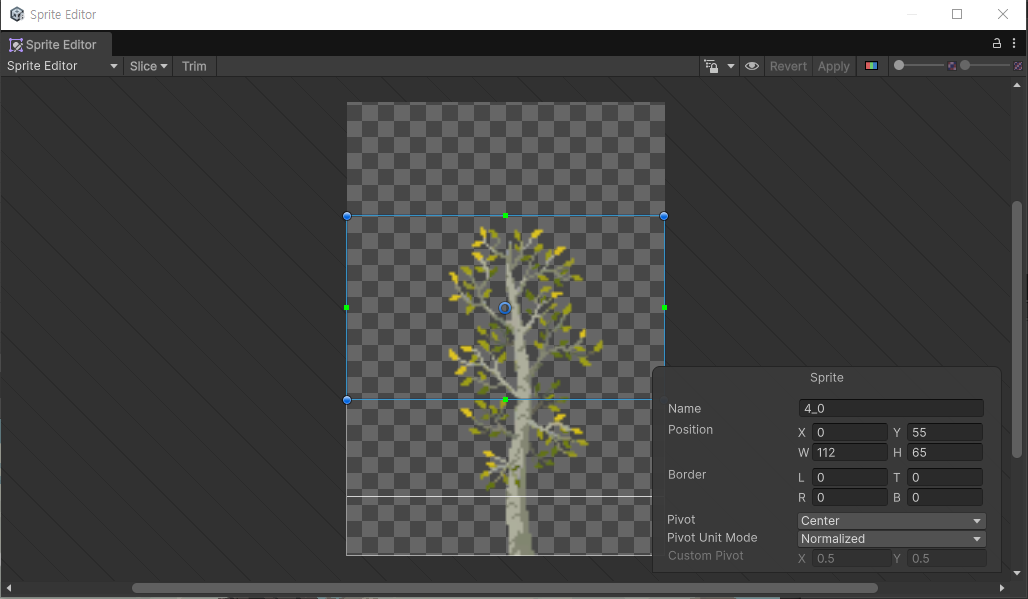 Sprite Editor
Sprite Editor
Sprite Editor Slice Trim Revert Apply
Sprite
Name 4_0
Position X 0 Y 55
W 112 H 65
Border L 0 T 0
R 0 B 0
Pivot Center
Pivot Unit Mode Normalized
Custom Pivot X 0.5 Y 0.5